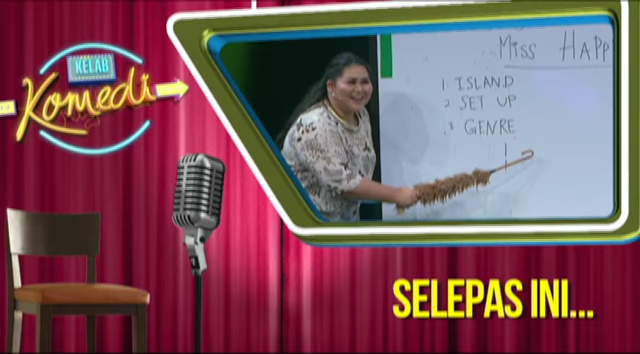 KELAB
Komedi
MISS HAPP
1 ISLAND
2 SET UP
3 GENRE
SELEPAS INI...